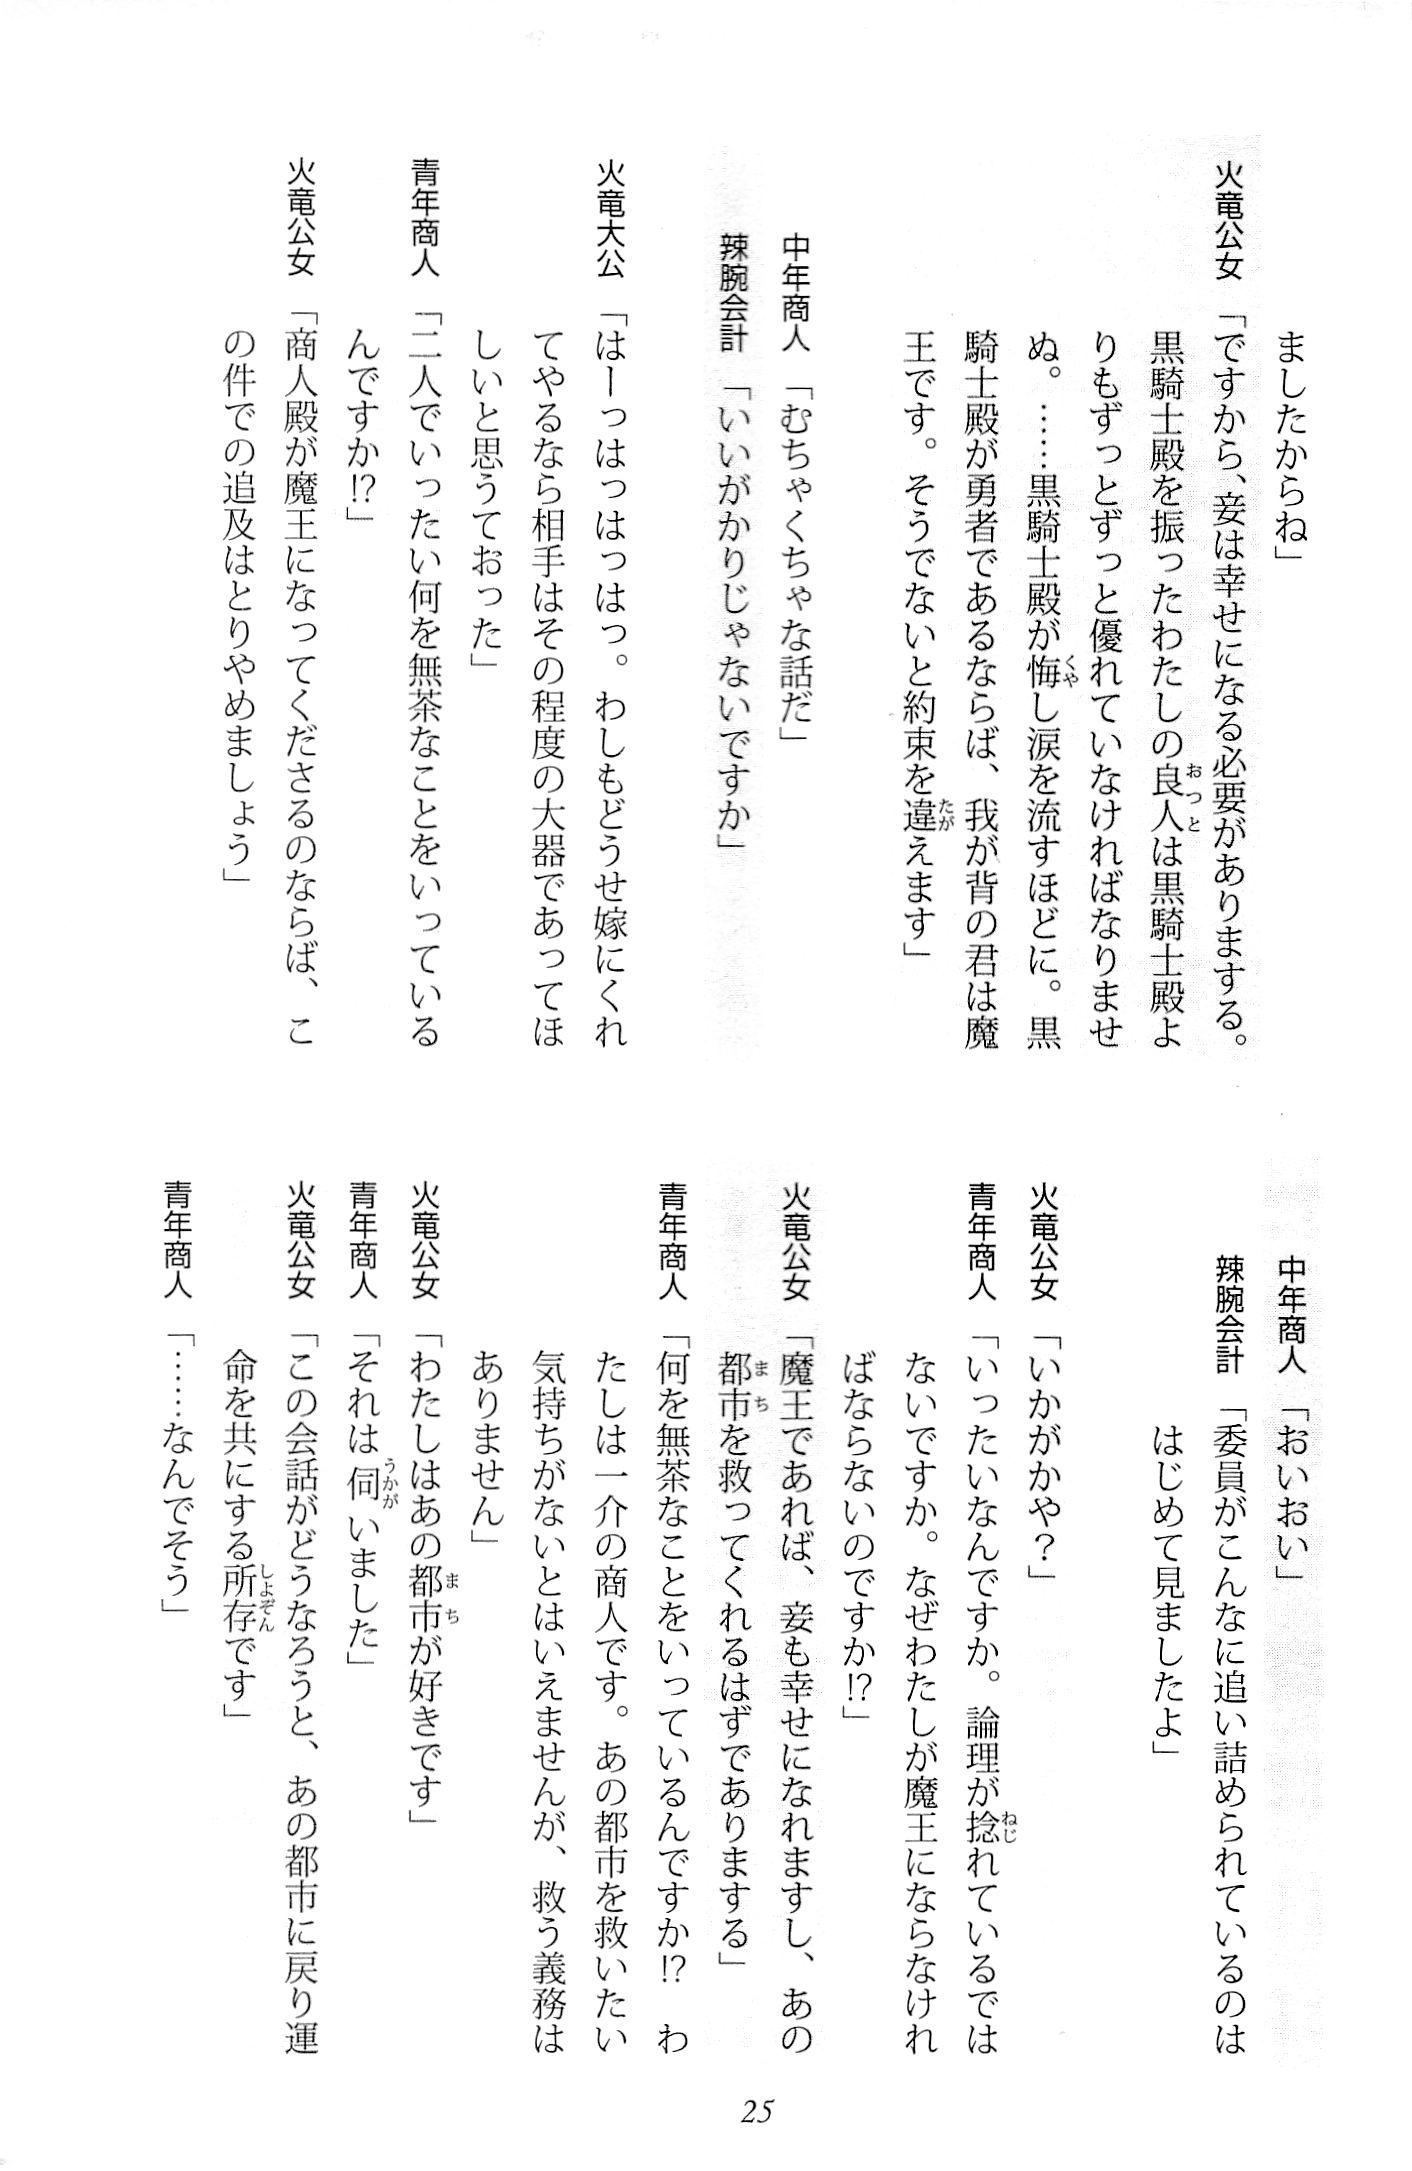 ましたからね」
火竜公女「ですから、妾は幸せになる必要がありまする。
黒騎士殿を振ったわたしの良人は黒騎士殿よ
りもずっとずっと優れていなければなりませ
ぬ。……黒騎士殿が悔し涙を流すほどに。黒
騎士殿が勇者であるならば、我が背の君は魔
王です。そうでないと約束を違えます」
中年商人「むちゃくちゃな話だ」
辣腕会計「いいがかりじゃないですか」
火竜大公「はーっはっはっはっ。わしもどうせ嫁にくれ
てやるなら相手はその程度の大器であってほ
しいと思うておった」
青年商人「二人でいったい何を無茶なことをいっている
んですか!?」
火竜公女「商人殿が魔王になってくださるのならば、こ
の件での追及はとりやめましょう」
中年商人「おいおい」
辣腕会計「委員がこんなに追い詰められているのは
はじめて見ましたよ」
火竜公女「いかがかや？」
青年商人「いったいなんですか。論理が捻れているでは
ないですか。なぜわたしが魔王にならなけれ
ばならないのですか!?」
火竜公女「魔王であれば、妾も幸せになれますし、あの
都市を救ってくれるはずでありまする」
青年商人「何を無茶なことをいっているんですか!?　わ
たしは一介の商人です。あの都市を救いたい
気持ちがないとはいえませんが、救う義務は
ありません」
火竜公女「わたしはあの都市が好きです」
青年商人「それは伺いました」
火竜公女「この会話がどうなろうと、あの都市に戻り運
命を共にする所存です」
青年商人「……なんでそう」
25